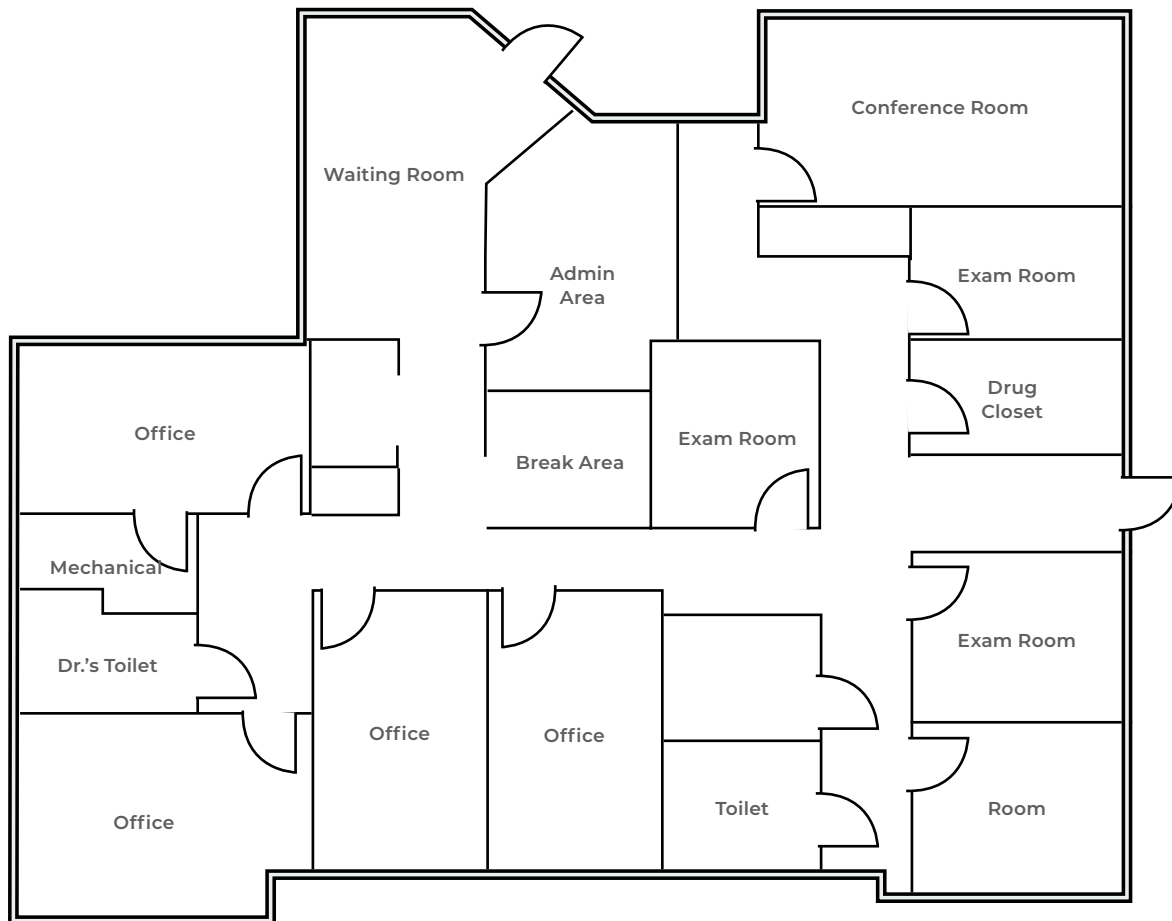 Conference Room
Waiting Room
Admin
Area
Exam Room
Drug
Closet
Office
Exam Room
Break Area
Mechanical
Exam Room
Dr.'s Toilet
Office
Office
Toilet
Room
Office